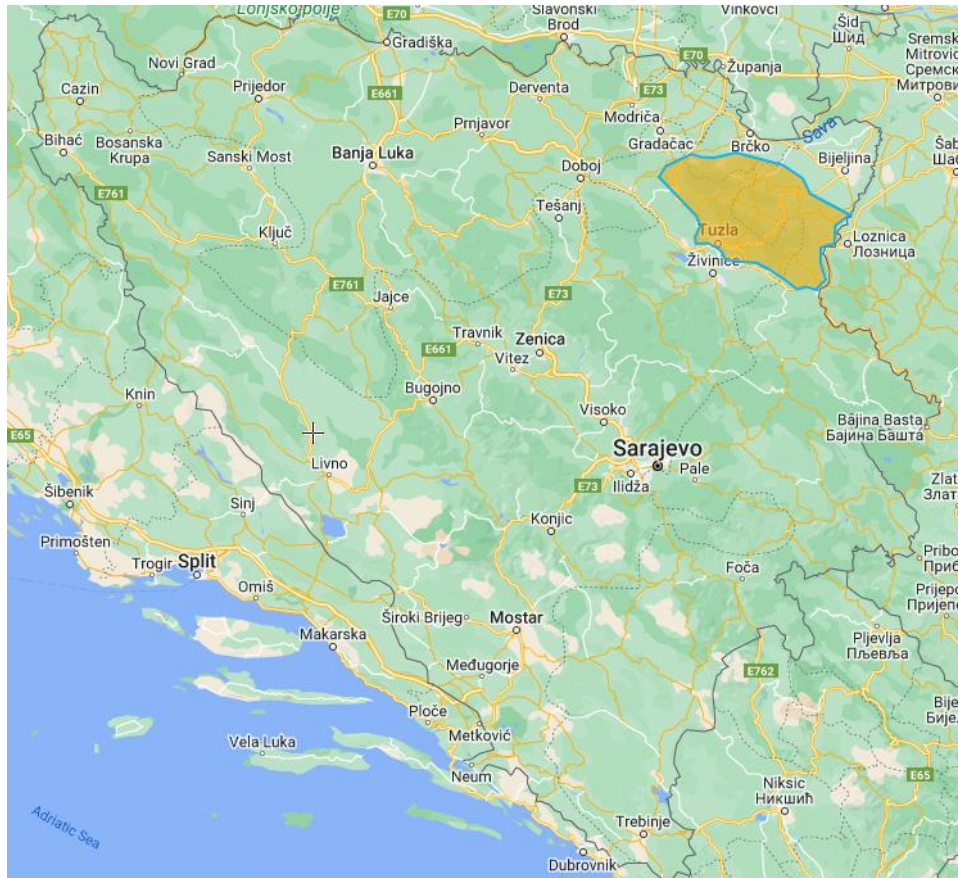 Lonjsko polje
E70
Slavonski
Brod
Vinkovci
Šid
Шид
Sremsk
Mitrovic
Сремск
Митрови
Gradiška
Novi Grad
E70
Županja
Cazin
Prijedor
E661
Derventa
E73
Modriča
Sava
Prnjavor
Gradačac
Brčko
Bihać
Bosanska
Krupa
Sanski Most
Banja Luka
Doboj
Bijeljina
Šab
Ша
E761
Tešanj
Ključ
Tuzla
Loznica
Лозница
Živinice
E761
Jajce
E73
Travnik
Zenica
E661
Vitez
Bugojno
Knin
Visoko
Bajina Basta
Бајина Башта
E65
Sarajevo
Livno
Ilidža
Pale
Zlat
Злат
Šibenik
E73
Sinj
Konjic
Primošten
Trogir
Split
Foča
Pribo
Приб
Omiš
Prijepo
Пријепо
Široki Brijeg
Mostar
Makarska
Pljevlja
Пљевља
Međugorje
E762
Ploče
Bije
Бијел
Metković
Vela Luka
Neum
E65
Niksic
Никшић
Adriatic Sea
Trebinje
Dubrovnik